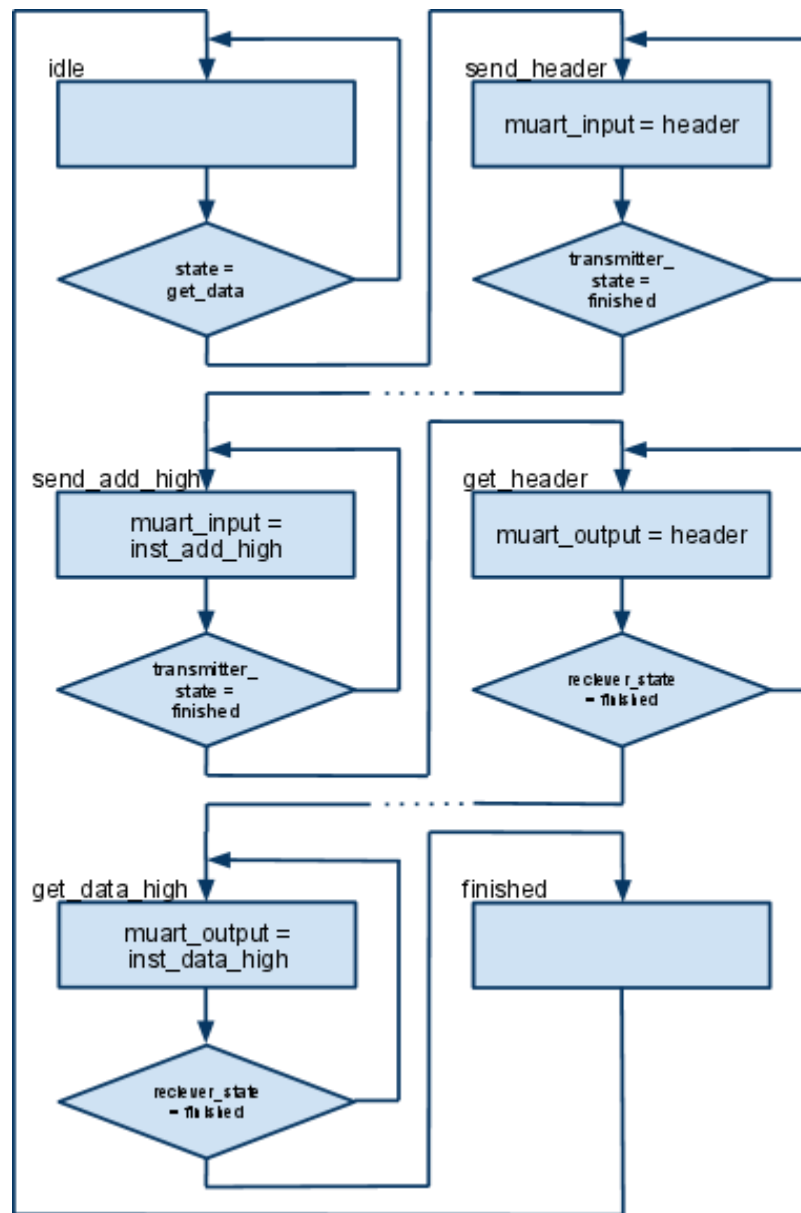 idle
state =
get_data
send_header
muart_input = header
transmitter_
state =
finished
send_add_high
muart_input =
inst_add_high
transmitter_
state =
finished
get_header
muart_output = header
reciever_state
= finished
get_data_high
muart_output =
inst_data_high
reciever_state
= finished
finished